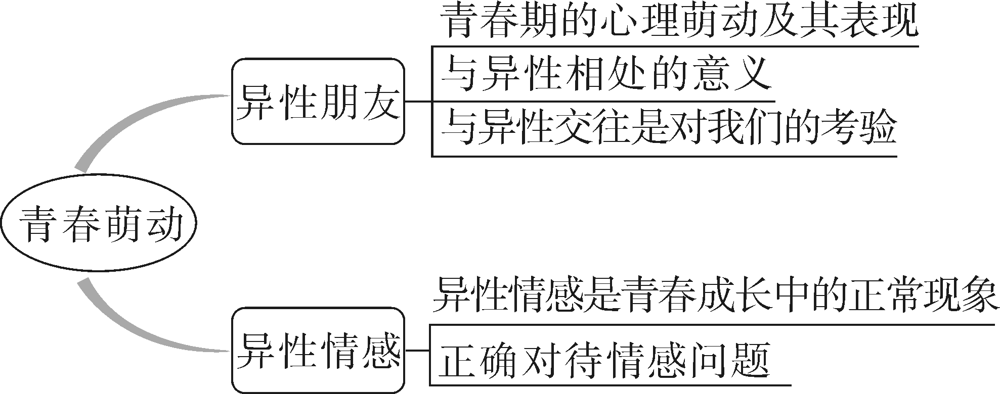 青春萌动
异性朋友
青春期的心理萌动及其表现
与异性相处的意义
与异性交往是对我们的考验
异性情感
异性情感是青春成长中的正常现象
正确对待情感问题